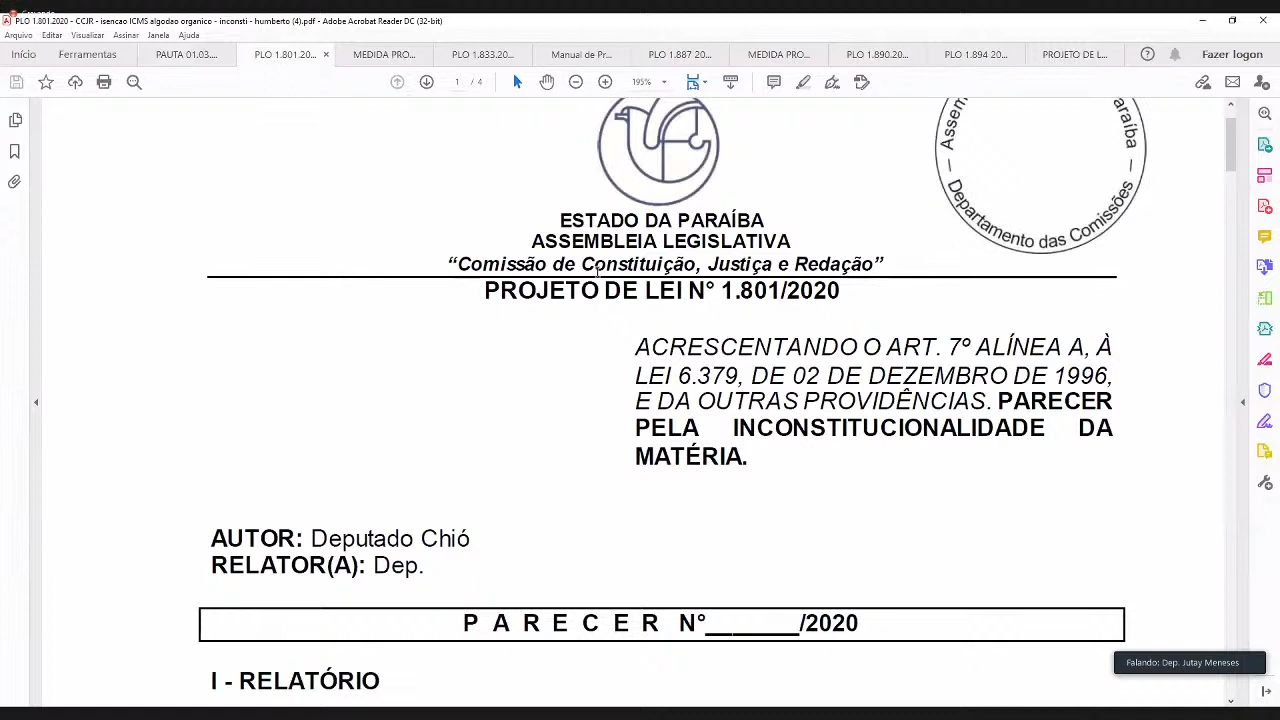 PLO 1.801.2020 - CCJR - isencao ICMS algodao organico - inconsti - humberto (4).pdf - Adobe Acrobat Reader DC (32-bit)
Arquivo Editar Visualizar Assinar Janela Ajuda
Início Ferramentas PAUTA 01.03.... PLO 1.801.20... × MEDIDA PRO... PLO 1.833.20... Manual de Pr... PLO 1.887 20... MEDIDA PRO... PLO 1.890.20... PLO 1.894 20... PROJETO DE L... Fazer logon
1 / 4 195%
Assem
araíba
Departamento das Comissões
ESTADO DA PARAÍBA
ASSEMBLEIA LEGISLATIVA
“Comissão de Constituição, Justiça e Redação”
PROJETO DE LEI N° 1.801/2020
ACRESCENTANDO O ART. 7º ALÍNEA A, À
LEI 6.379, DE 02 DE DEZEMBRO DE 1996,
E DA OUTRAS PROVIDÊNCIAS. PARECER
PELA INCONSTITUCIONALIDADE DA
MATÉRIA.
AUTOR: Deputado Chió
RELATOR(A): Dep.
P A R E C E R N°_______/2020
Falando: Dep. Jutay Meneses
I - RELATÓRIO